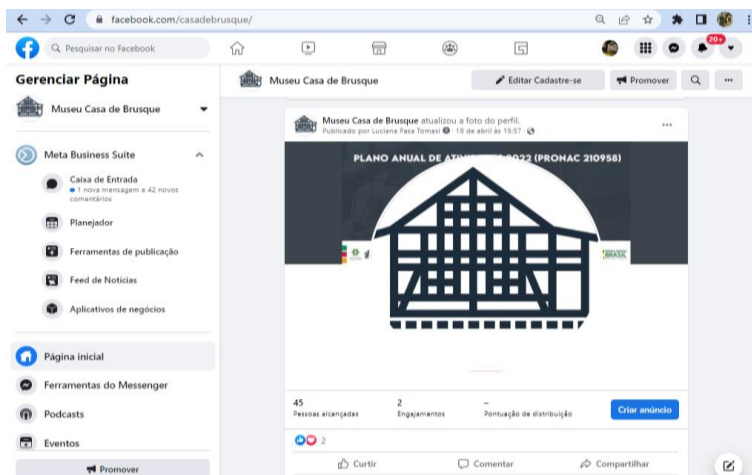 facebook.com/casadebrusque/
Pesquisar no Facebook
20+
Gerenciar Página
Museu Casa de Brusque
Meta Business Suite
Caixa de Entrada
1 nova mensagem e 42 novos
comentários
Planejador
Ferramentas de publicação
Feed de Notícias
Aplicativos de negócios
Página inicial
Ferramentas do Messenger
Podcasts
Eventos
Promover
Museu Casa de Brusque
Editar Cadastre-se
Promover
Museu Casa de Brusque atualizou a foto do perfil.
Publicado por Luciana Pasa Tomasi · 18 de abril às 15:57 ·
PLANO ANUAL DE 2022 (PRONAC 210958)
BRASIL
45
Pessoas alcançadas
2
Engajamentos
–
Pontuação de distribuição
Criar anúncio
2
Curtir
Comentar
Compartilhar